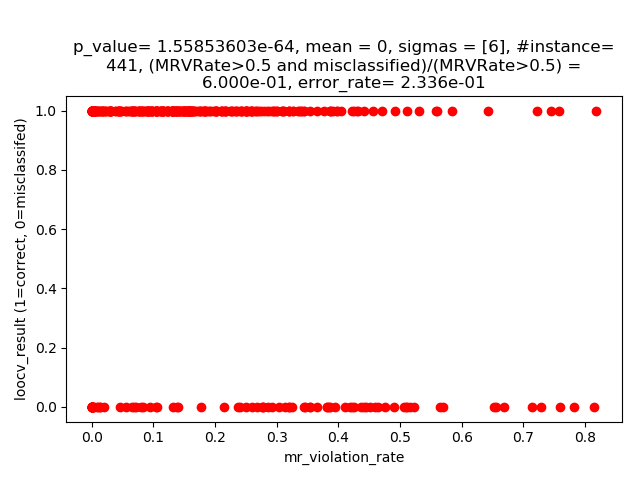 p_value= 1.55853603e-64, mean = 0, sigmas = [6], #instance=
441, (MRVRate>0.5 and misclassified)/(MRVRate>0.5) =
6.000e-01, error_rate= 2.336e-01
1.0
0.8
0.6
0.4
0.2
0.0
loocv_result (1=correct, 0=misclassifed)
0.0 0.1 0.2 0.3 0.4 0.5 0.6 0.7 0.8
mr_violation_rate